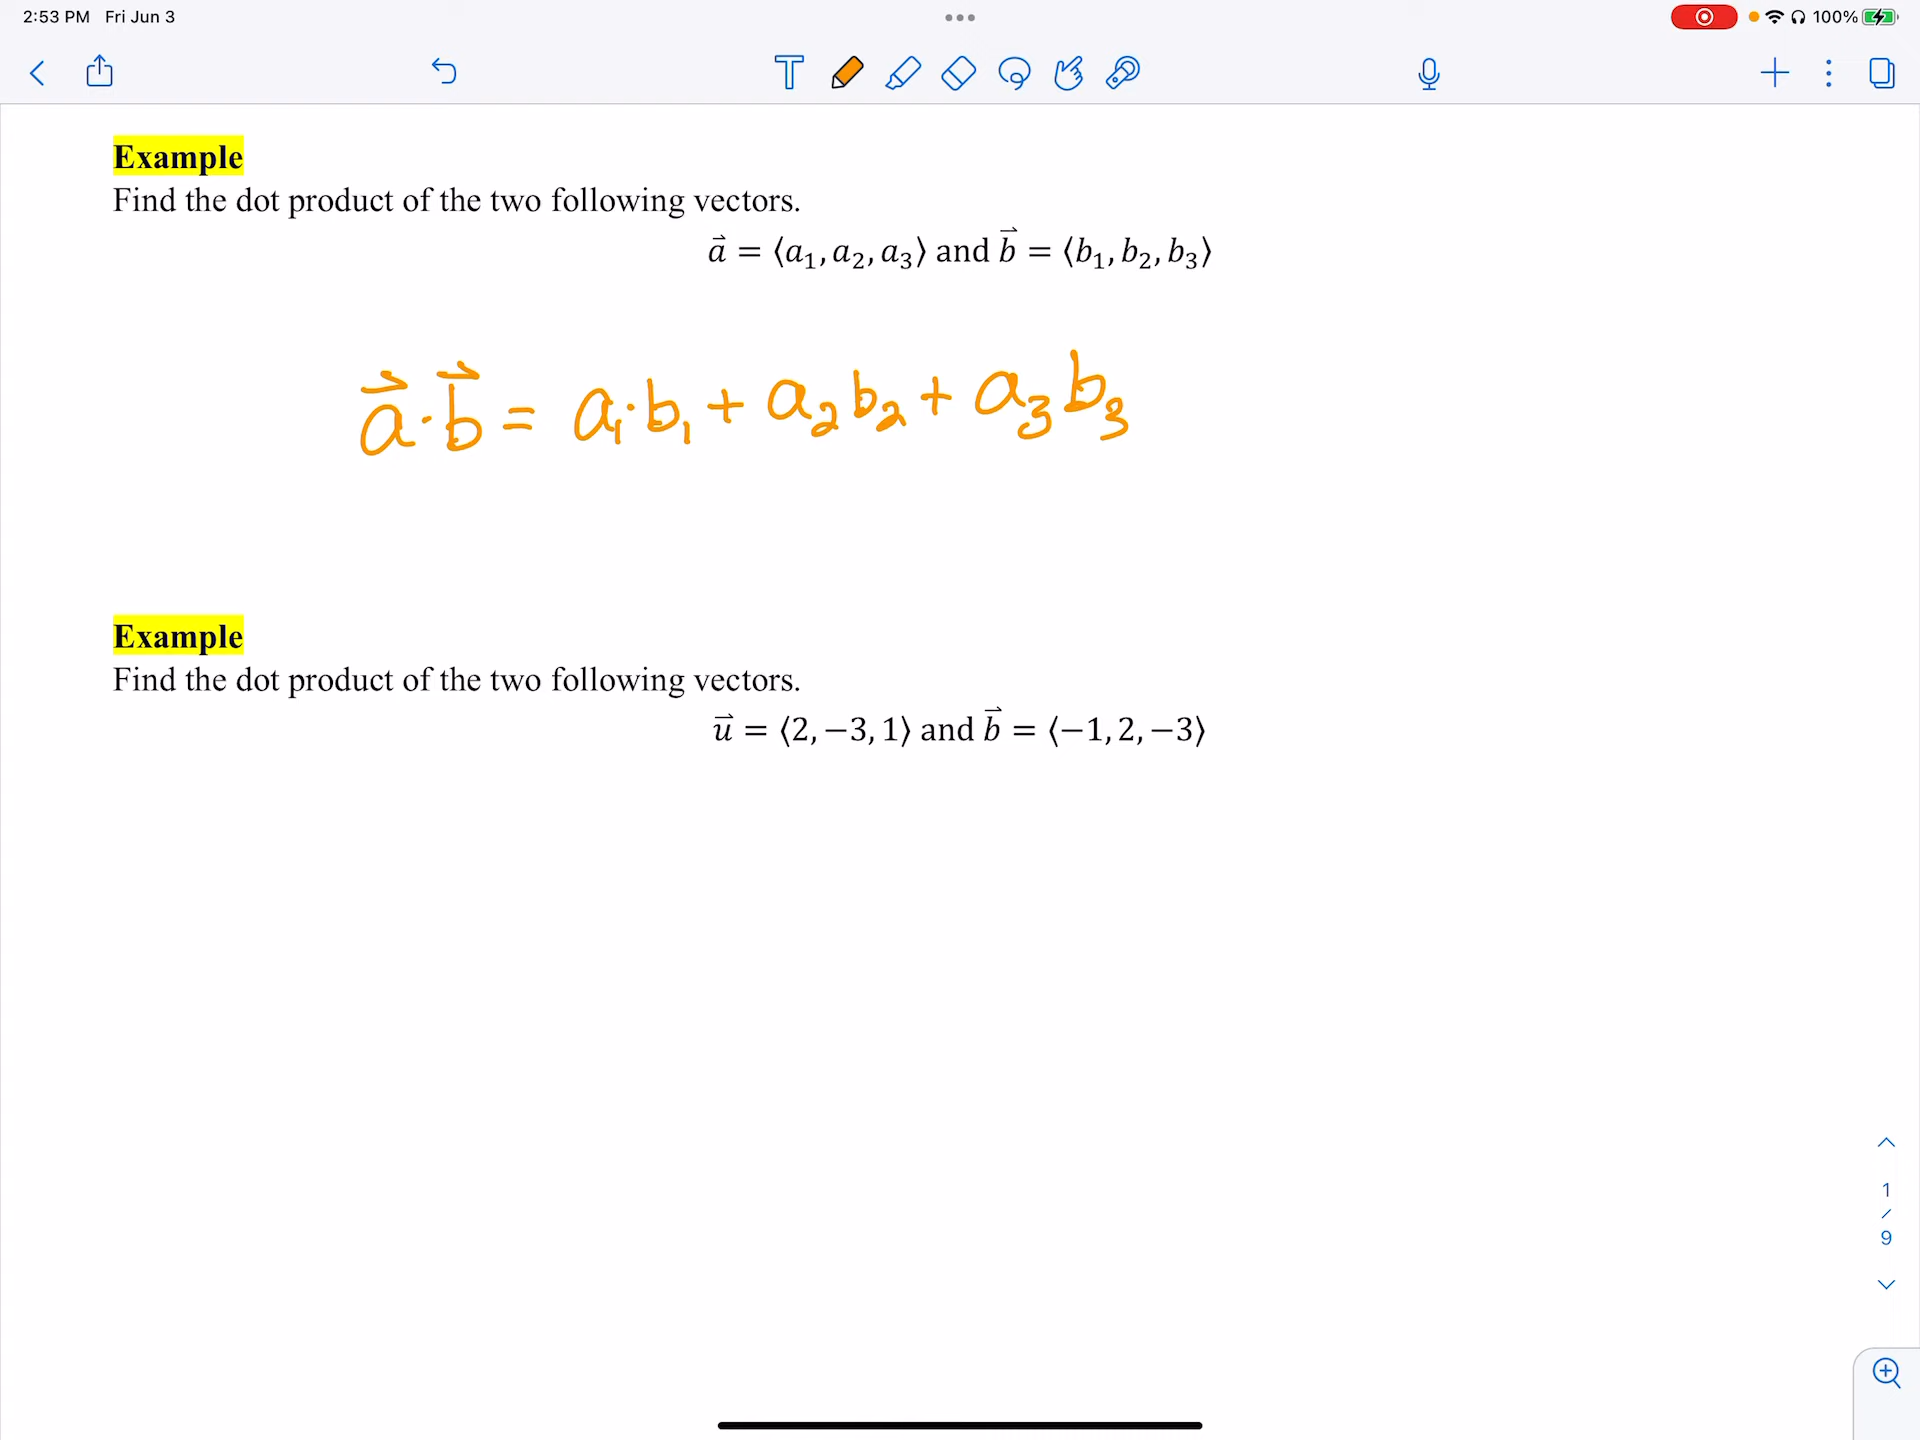 2:53 PM Fri Jun 3
100%
Example
Find the dot product of the two following vectors.
a⃗ = ⟨a₁, a₂, a₃⟩ and b⃗ = ⟨b₁, b₂, b₃⟩
a⃗·b⃗ = a₁·b₁ + a₂b₂ + a₃b₃
Example
Find the dot product of the two following vectors.
u⃗ = ⟨2, −3, 1⟩ and b⃗ = ⟨−1, 2, −3⟩
1
/
9